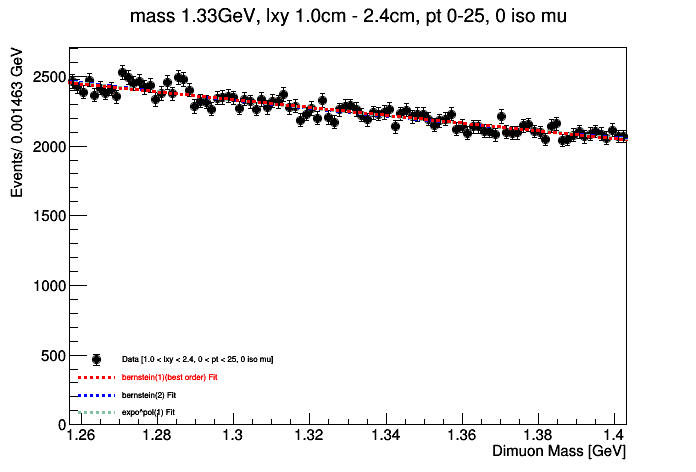 mass 1.33GeV, lxy 1.0cm - 2.4cm, pt 0-25, 0 iso mu
Events/ 0.001463 GeV
2500
2000
1500
1000
500
0
Data [1.0 < lxy < 2.4, 0 < pt < 25, 0 iso mu]
bernstein(1)(best order) Fit
bernstein(2) Fit
expo^pol(1) Fit
1.26 1.28 1.3 1.32 1.34 1.36 1.38 1.4
Dimuon Mass [GeV]